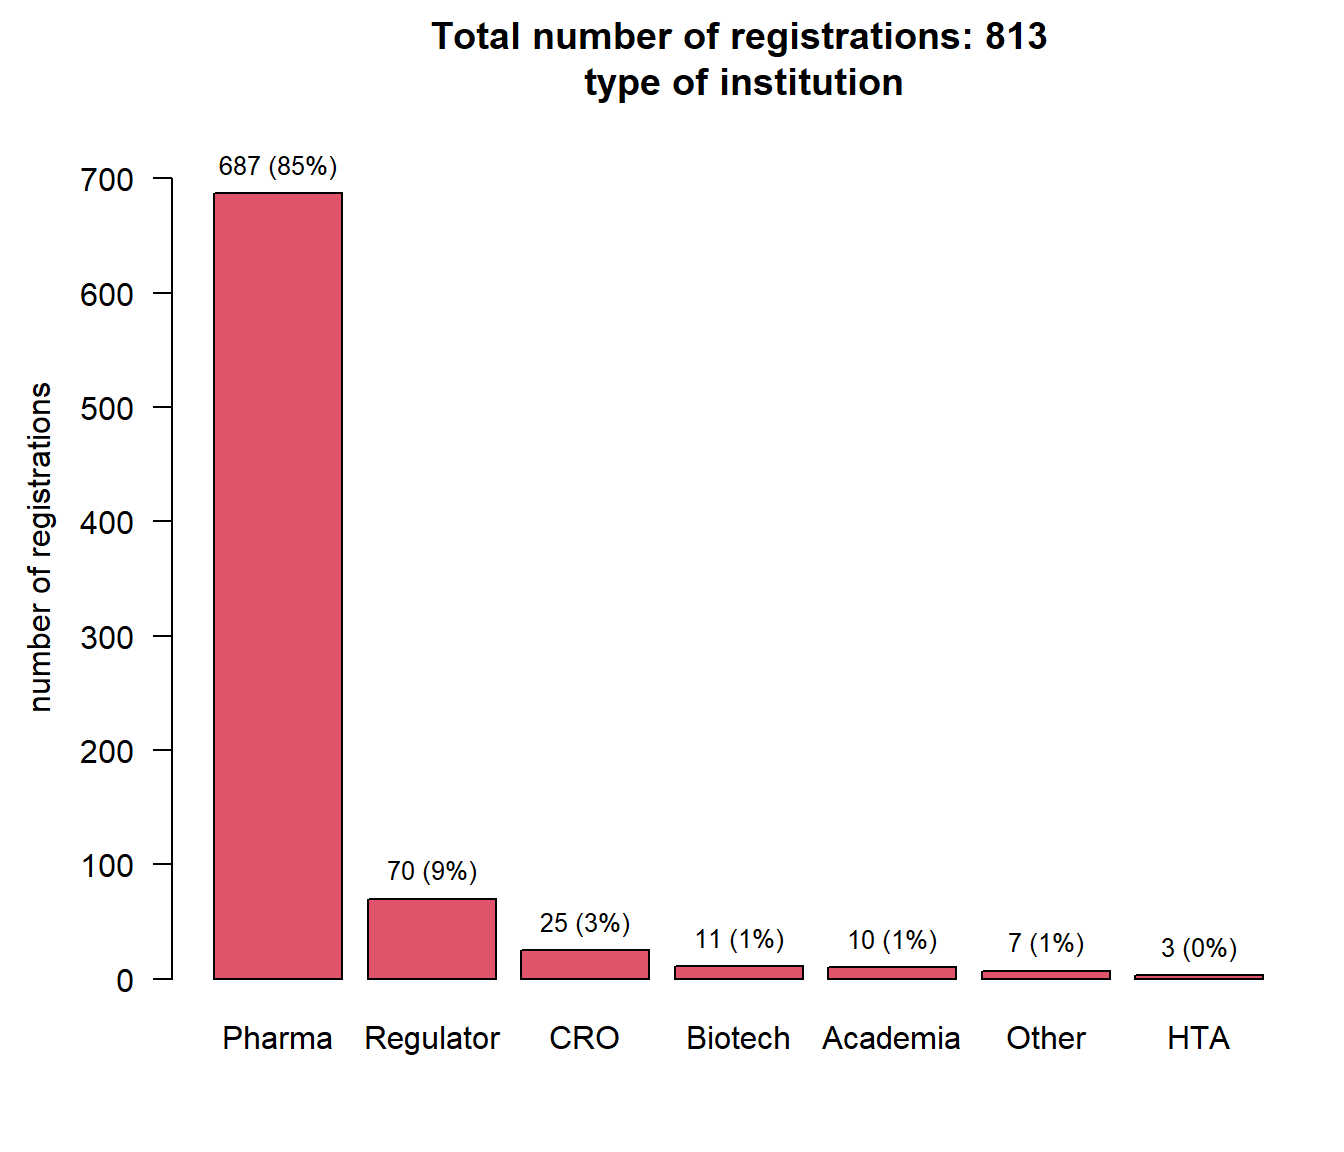 Total number of registrations: 813
type of institution
number of registrations
700
600
500
400
300
200
100
0
687 (85%)
70 (9%)
25 (3%)
11 (1%)
10 (1%)
7 (1%)
3 (0%)
Pharma
Regulator
CRO
Biotech
Academia
Other
HTA